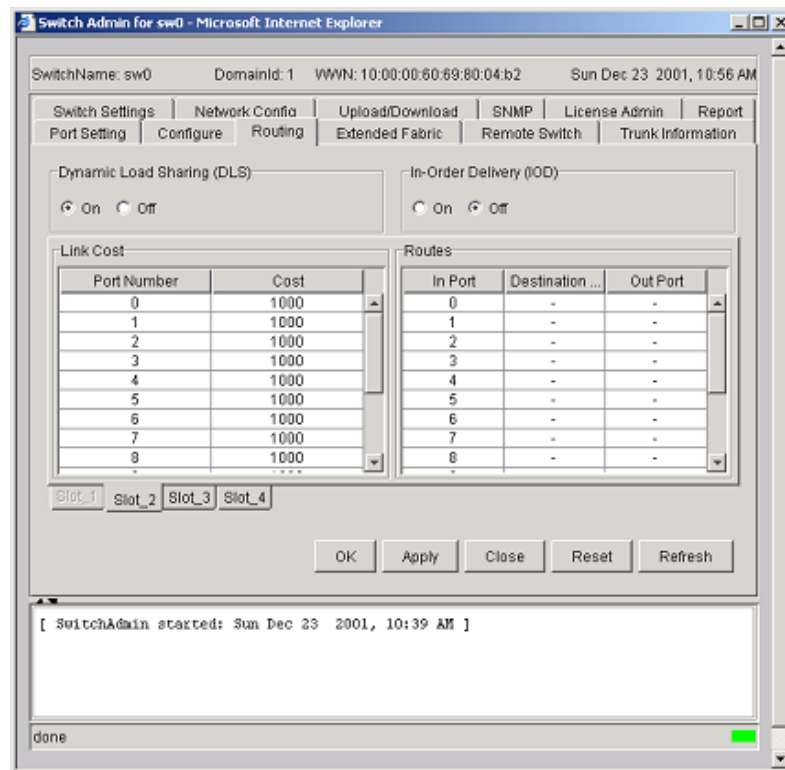 Switch Admin for sw0 - Microsoft Internet Explorer
SwitchName: sw0 DomainId: 1 WWN: 10:00:00:60:69:80:04:b2 Sun Dec 23 2001, 10:56 AM
Switch Settings Network Config Upload/Download SNMP License Admin Report
Port Setting Configure Routing Extended Fabric Remote Switch Trunk Information
Dynamic Load Sharing (DLS) In-Order Delivery (IOD)
On Off On Off
Link Cost Routes
Port Number Cost In Port Destination ... Out Port
0 1000 0 - -
1 1000 1 - -
2 1000 2 - -
3 1000 3 - -
4 1000 4 - -
5 1000 5 - -
6 1000 6 - -
7 1000 7 - -
8 1000 8 - -
Slot_1 Slot_2 Slot_3 Slot_4
OK Apply Close Reset Refresh
[ SwitchAdmin started: Sun Dec 23 2001, 10:39 AM ]
done